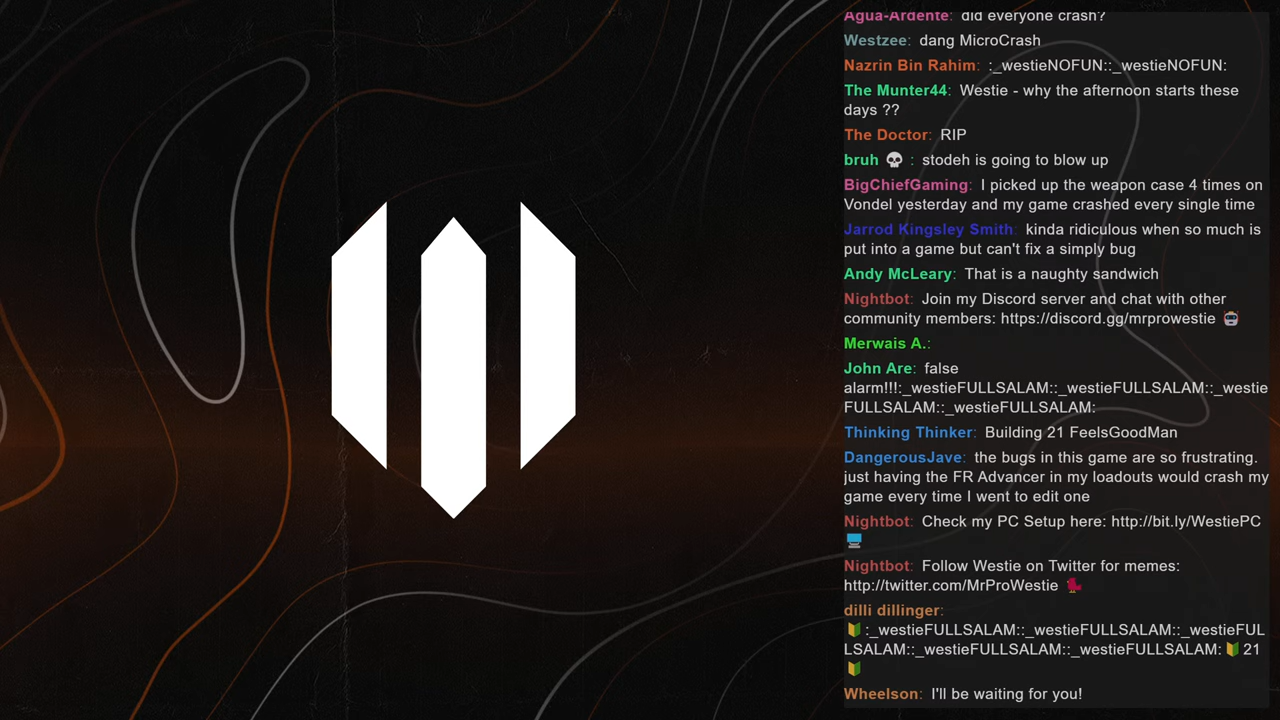 Agua-Ardente: did everyone crash?
Westzee: dang MicroCrash
Nazrin Bin Rahim: :_westieNOFUN::_westieNOFUN:
The Munter44: Westie - why the afternoon starts these
days ??
The Doctor: RIP
bruh 💀 : stodeh is going to blow up
BigChiefGaming: I picked up the weapon case 4 times on
Vondel yesterday and my game crashed every single time
Jarrod Kingsley Smith: kinda ridiculous when so much is
put into a game but can't fix a simply bug
Andy McLeary: That is a naughty sandwich
Nightbot: Join my Discord server and chat with other
community members: https://discord.gg/mrprowestie 🤖
Merwais A.:
John Are: false
alarm!!!:_westieFULLSALAM::_westieFULLSALAM::_westie
FULLSALAM::_westieFULLSALAM:
Thinking Thinker: Building 21 FeelsGoodMan
DangerousJave: the bugs in this game are so frustrating.
just having the FR Advancer in my loadouts would crash my
game every time I went to edit one
Nightbot: Check my PC Setup here: http://bit.ly/WestiePC
🖥️
Nightbot: Follow Westie on Twitter for memes:
http://twitter.com/MrProWestie 🐦
dilli dillinger:
🔰:_westieFULLSALAM::_westieFULLSALAM::_westieFUL
LSALAM::_westieFULLSALAM::_westieFULLSALAM:🔰21
🔰
Wheelson: I'll be waiting for you!